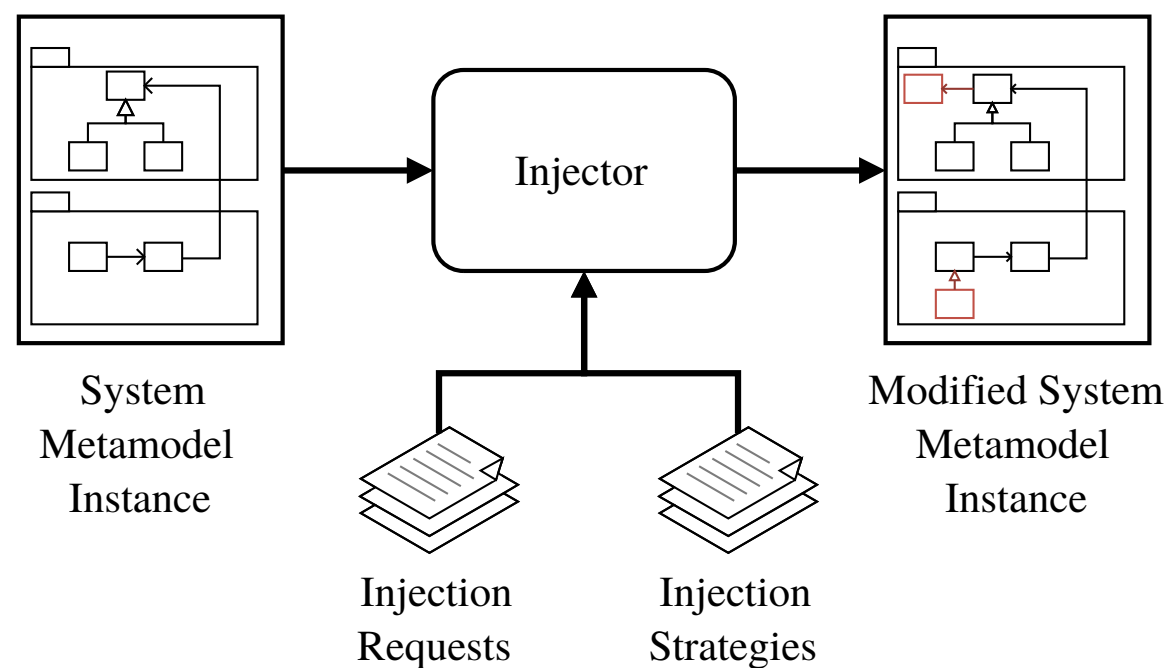 Injector
System
Metamodel
Instance
Modified System
Metamodel
Instance
Injection
Requests
Injection
Strategies